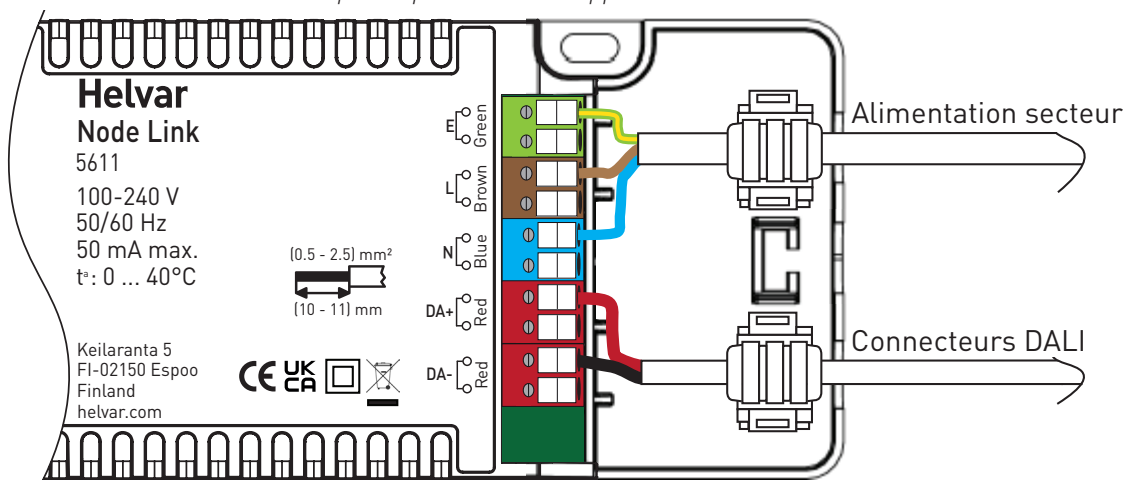 Helvar
Node Link
5611
100-240 V
50/60 Hz
50 mA max.
tª: 0 ... 40°C
(0.5 - 2.5) mm²
(10 - 11) mm
Keilaranta 5
FI-02150 Espoo
Finland
helvar.com
CE UK CA
E Green
L Brown
N Blue
DA+ Red
DA- Red
Alimentation secteur
Connecteurs DALI